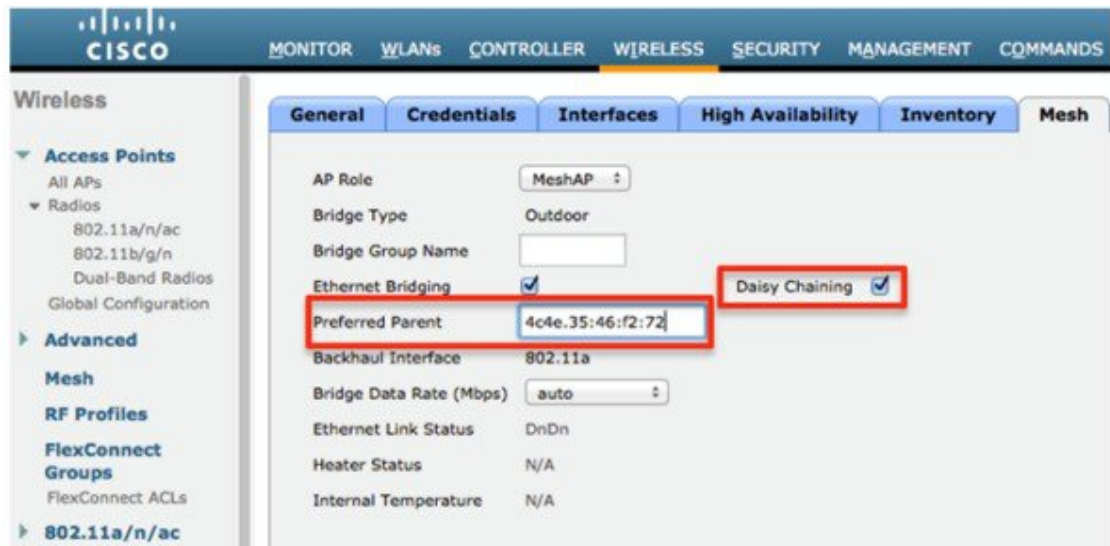 CISCO
MONITOR WLANs CONTROLLER WIRELESS SECURITY MANAGEMENT COMMANDS
Wireless
Access Points
All APs
Radios
802.11a/n/ac
802.11b/g/n
Dual-Band Radios
Global Configuration
Advanced
Mesh
RF Profiles
FlexConnect
Groups
FlexConnect ACLs
802.11a/n/ac
General Credentials Interfaces High Availability Inventory Mesh
AP Role MeshAP
Bridge Type Outdoor
Bridge Group Name
Ethernet Bridging Daisy Chaining
Preferred Parent 4c4e.35:46:f2:72
Backhaul Interface 802.11a
Bridge Data Rate (Mbps) auto
Ethernet Link Status DnDn
Heater Status N/A
Internal Temperature N/A